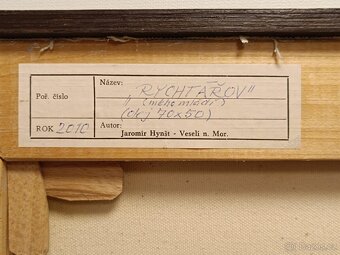 Název:
„RYCHTAŘOV"
Poř. číslo
„(mého mládí")
(olej 70x50)
ROK 2010
Autor:
Jaromír Hynšt - Veselí n. Mor.